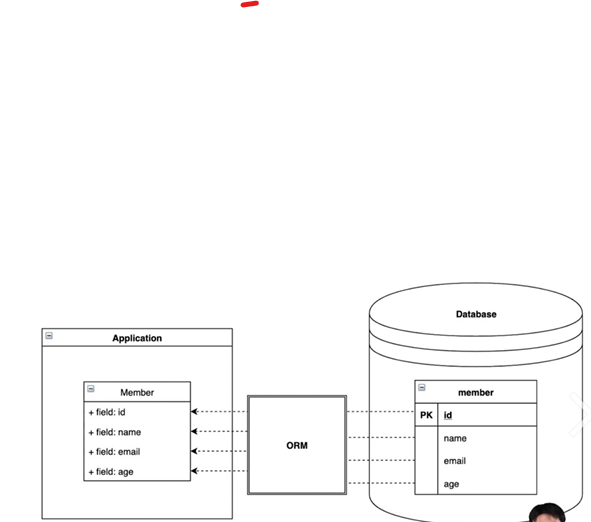 Database
Application
Member
+ field: id
+ field: name
+ field: email
+ field: age
ORM
member
PK id
name
email
age